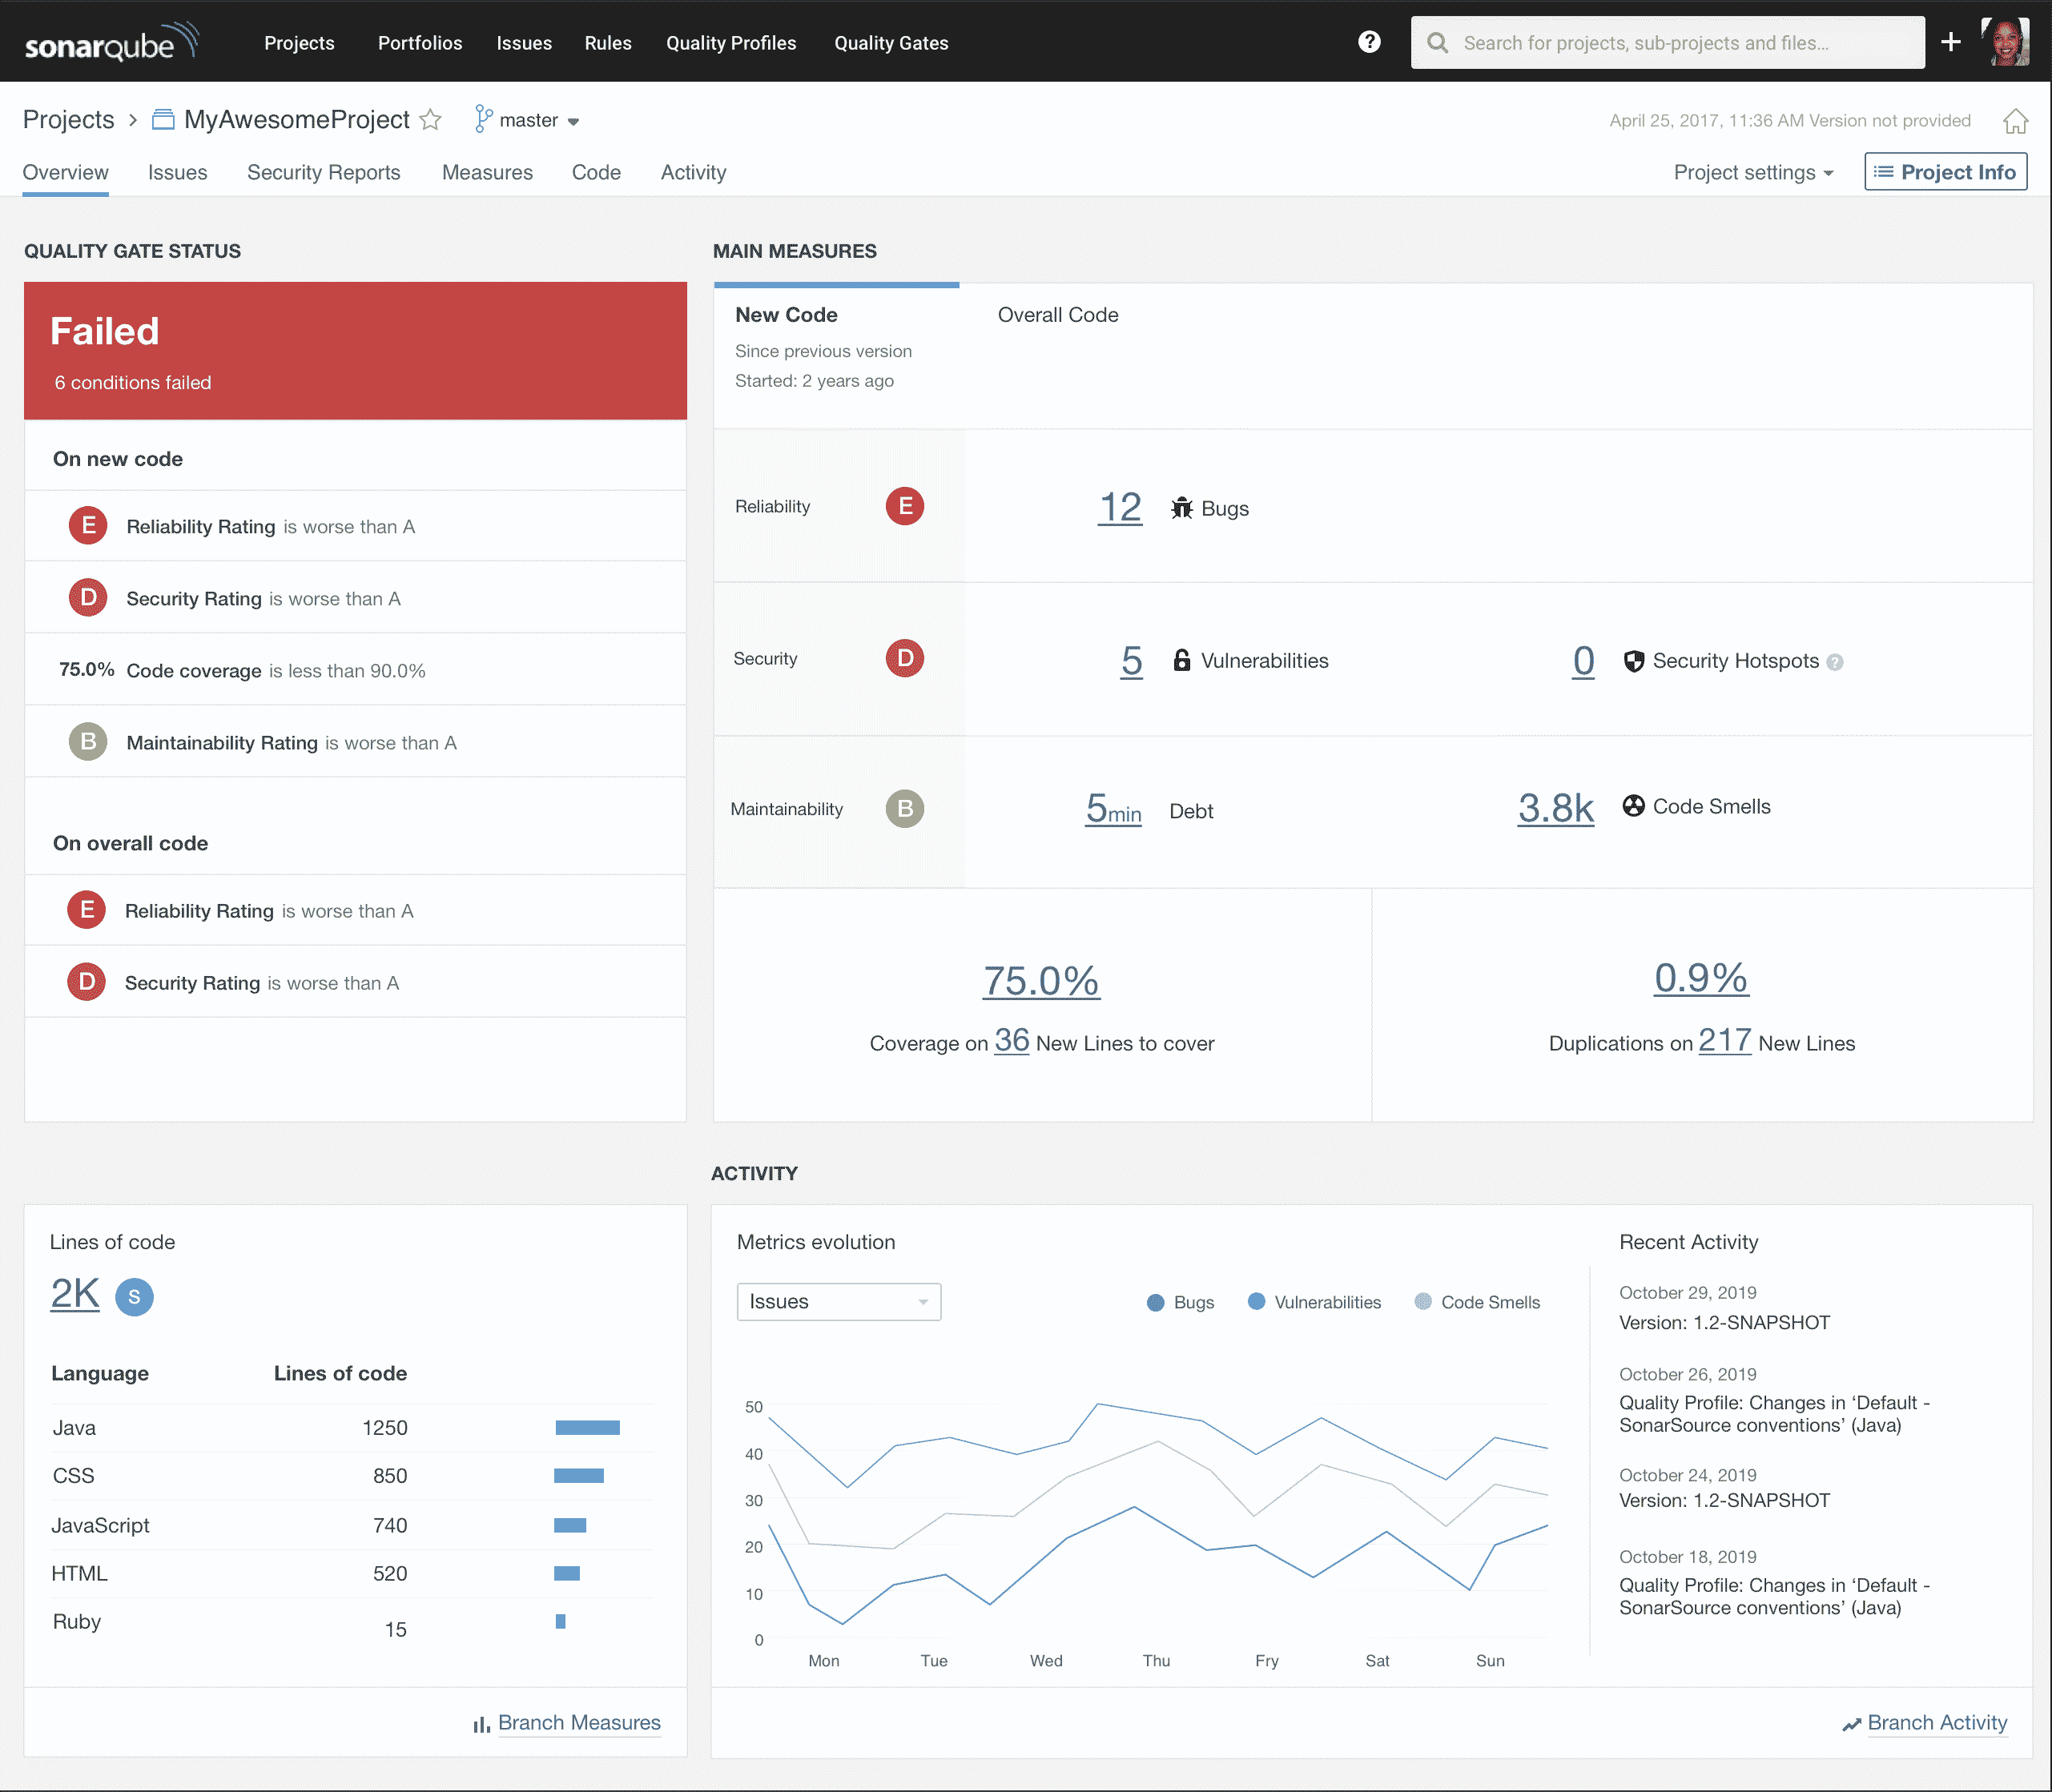 sonarqube
Projects Portfolios Issues Rules Quality Profiles Quality Gates
? Search for projects, sub-projects and files...
Projects › MyAwesomeProject master
April 25, 2017, 11:36 AM Version not provided
Overview Issues Security Reports Measures Code Activity
Project settings Project Info
QUALITY GATE STATUS
Failed
6 conditions failed
On new code
E Reliability Rating is worse than A
D Security Rating is worse than A
75.0% Code coverage is less than 90.0%
B Maintainability Rating is worse than A
On overall code
E Reliability Rating is worse than A
D Security Rating is worse than A
MAIN MEASURES
New Code Overall Code
Since previous version
Started: 2 years ago
Reliability E 12 Bugs
Security D 5 Vulnerabilities 0 Security Hotspots ?
Maintainability B 5min Debt 3.8k Code Smells
75.0%
Coverage on 36 New Lines to cover
0.9%
Duplications on 217 New Lines
Lines of code
2K S
Language Lines of code
Java 1250
CSS 850
JavaScript 740
HTML 520
Ruby 15
Branch Measures
ACTIVITY
Metrics evolution
Issues Bugs Vulnerabilities Code Smells
50
40
30
20
10
0
Mon Tue Wed Thu Fry Sat Sun
Recent Activity
October 29, 2019
Version: 1.2-SNAPSHOT
October 26, 2019
Quality Profile: Changes in ‘Default -
SonarSource conventions’ (Java)
October 24, 2019
Version: 1.2-SNAPSHOT
October 18, 2019
Quality Profile: Changes in ‘Default -
SonarSource conventions’ (Java)
Branch Activity